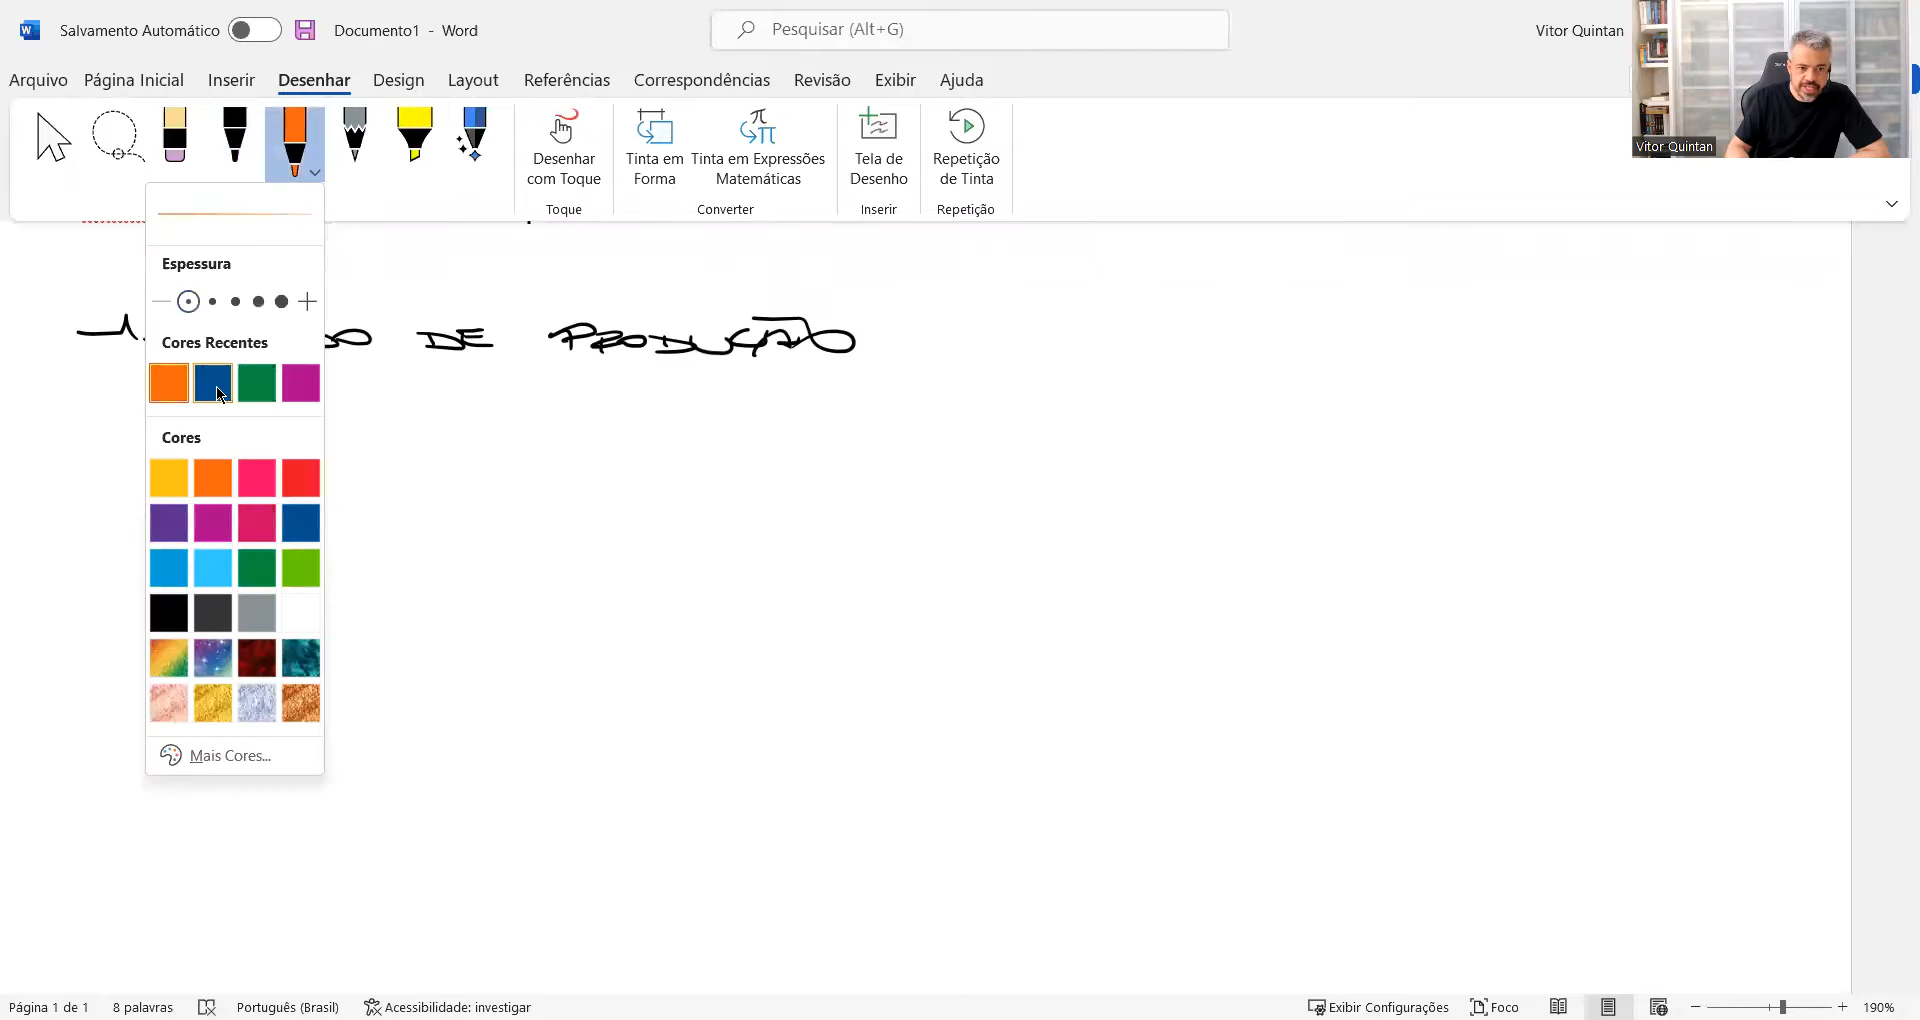 Salvamento Automático Documento1 - Word Pesquisar (Alt+G) Vitor Quintan
Arquivo Página Inicial Inserir Desenhar Design Layout Referências Correspondências Revisão Exibir Ajuda
Desenhar com Toque
Tinta em Forma
Tinta em Expressões Matemáticas
Tela de Desenho
Repetição de Tinta
Toque Converter Inserir Repetição
Vitor Quintan
Espessura
Cores Recentes
DE PRODUÇÃO
Cores
Mais Cores...
Página 1 de 1 8 palavras Português (Brasil) Acessibilidade: investigar Exibir Configurações Foco 190%